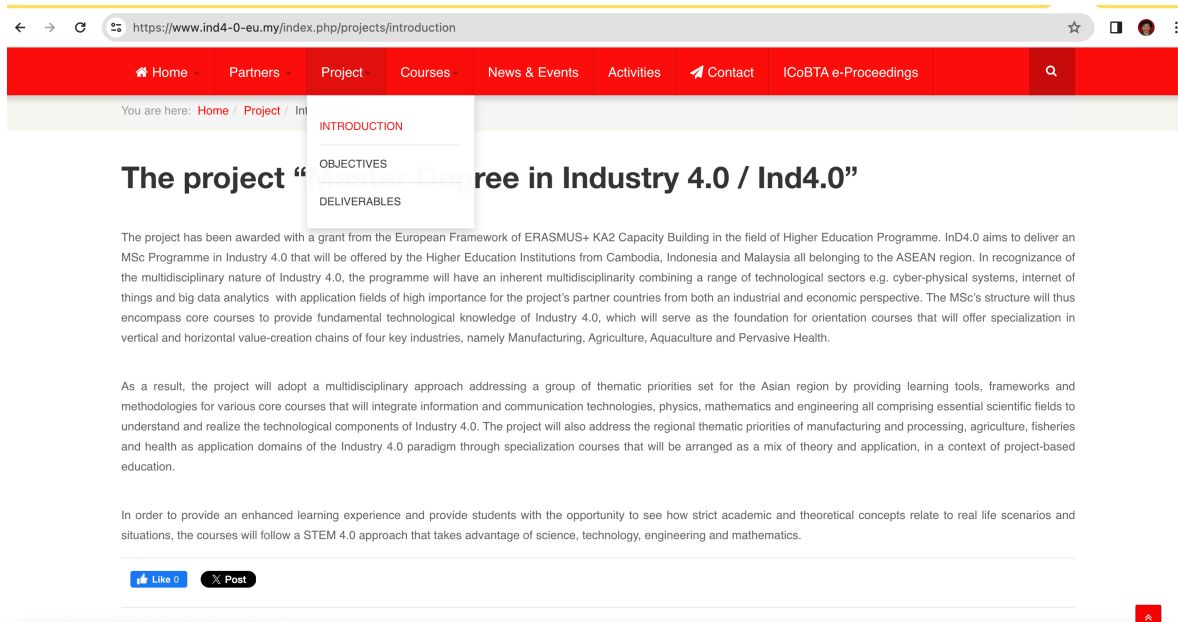 https://www.ind4-0-eu.my/index.php/projects/introduction
Home Partners Project Courses News & Events Activities Contact ICoBTA e-Proceedings
You are here: Home / Project / Int
INTRODUCTION
OBJECTIVES
DELIVERABLES
The project “Master Degree in Industry 4.0 / Ind4.0”
The project has been awarded with a grant from the European Framework of ERASMUS+ KA2 Capacity Building in the field of Higher Education Programme. InD4.0 aims to deliver an
MSc Programme in Industry 4.0 that will be offered by the Higher Education Institutions from Cambodia, Indonesia and Malaysia all belonging to the ASEAN region. In recognizance of
the multidisciplinary nature of Industry 4.0, the programme will have an inherent multidisciplinarity combining a range of technological sectors e.g. cyber-physical systems, internet of
things and big data analytics with application fields of high importance for the project's partner countries from both an industrial and economic perspective. The MSc's structure will thus
encompass core courses to provide fundamental technological knowledge of Industry 4.0, which will serve as the foundation for orientation courses that will offer specialization in
vertical and horizontal value-creation chains of four key industries, namely Manufacturing, Agriculture, Aquaculture and Pervasive Health.
As a result, the project will adopt a multidisciplinary approach addressing a group of thematic priorities set for the Asian region by providing learning tools, frameworks and
methodologies for various core courses that will integrate information and communication technologies, physics, mathematics and engineering all comprising essential scientific fields to
understand and realize the technological components of Industry 4.0. The project will also address the regional thematic priorities of manufacturing and processing, agriculture, fisheries
and health as application domains of the Industry 4.0 paradigm through specialization courses that will be arranged as a mix of theory and application, in a context of project-based
education.
In order to provide an enhanced learning experience and provide students with the opportunity to see how strict academic and theoretical concepts relate to real life scenarios and
situations, the courses will follow a STEM 4.0 approach that takes advantage of science, technology, engineering and mathematics.
Like 0 Post